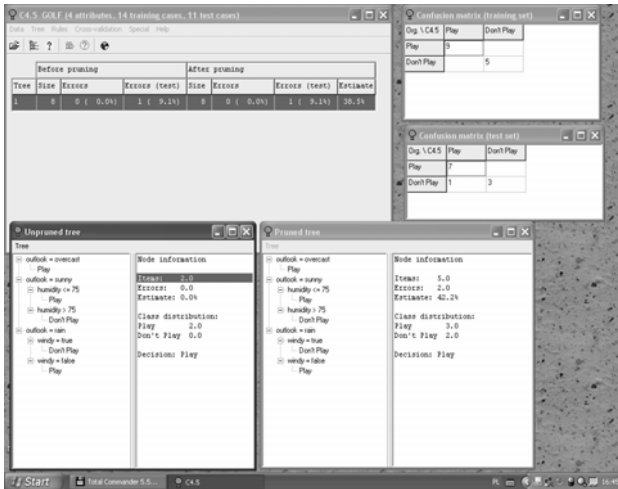 C4.5 GOLF (4 attributes, 14 training cases, 11 test cases)
Data Tree Rules Cross-validation Special Help
Before pruning After pruning
Tree Size Errors Errors (test) Size Errors Errors (test) Estimate
1 8 0 ( 0.0%) 1 ( 9.1%) 8 0 ( 0.0%) 1 ( 9.1%) 38.5%
Confusion matrix (training set)
Org. \ C4.5 Play Don't Play
Play 9
Don't Play 5
Confusion matrix (test set)
Org. \ C4.5 Play Don't Play
Play 7
Don't Play 1 3
Unpruned tree
Tree
outlook = overcast
Play
outlook = sunny
humidity <= 75
Play
humidity > 75
Don't Play
outlook = rain
windy = true
Don't Play
windy = false
Play
Node information
Items: 2.0
Errors: 0.0
Estimate: 0.0%
Class distribution:
Play 2.0
Don't Play 0.0
Decision: Play
Pruned tree
Tree
outlook = overcast
Play
outlook = sunny
humidity <= 75
Play
humidity > 75
Don't Play
outlook = rain
windy = true
Don't Play
windy = false
Play
Node information
Items: 5.0
Errors: 2.0
Estimate: 42.2%
Class distribution:
Play 3.0
Don't Play 2.0
Decision: Play
Start Total Commander 5.5... C4.5 PL 16:45